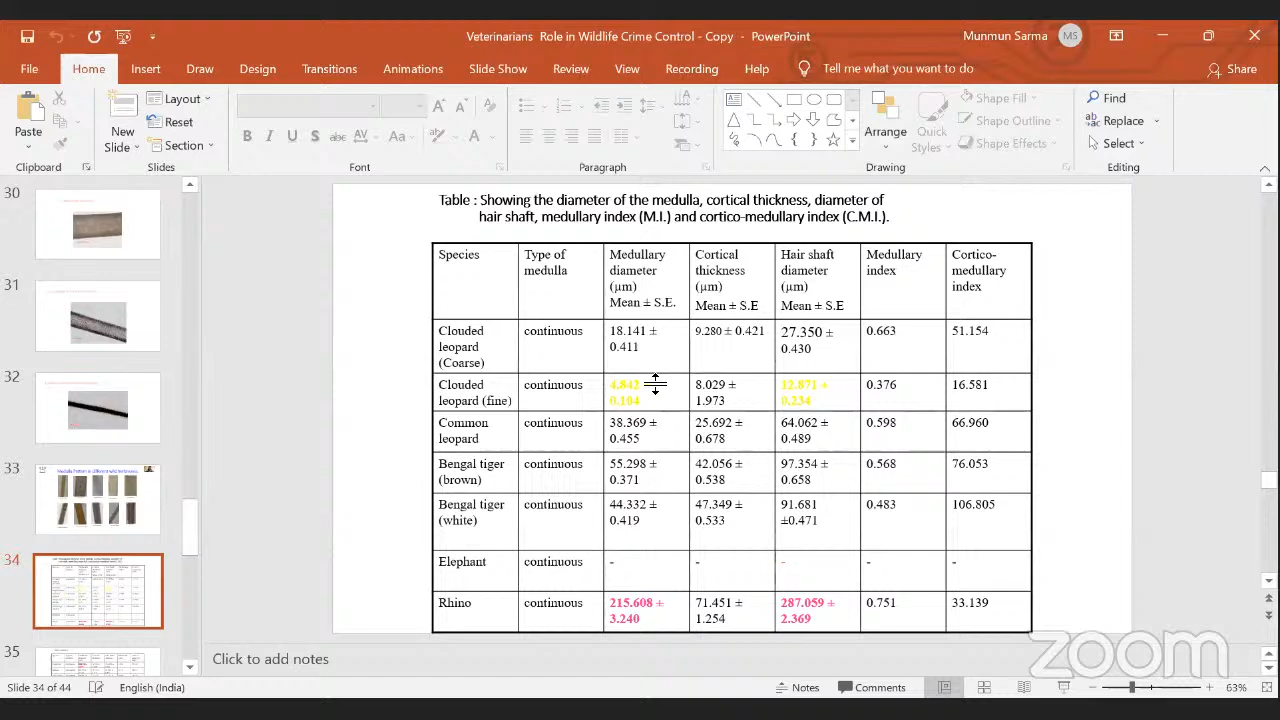 Veterinarians Role in Wildlife Crime Control - Copy - PowerPoint
Munmun Sarma
MS
File Home Insert Draw Design Transitions Animations Slide Show Review View Recording Help Tell me what you want to do Share
Paste
New Slide
Layout
Reset
Section
B I U S abc AV Aa A
Arrange
Quick Styles
Shape Fill
Shape Outline
Shape Effects
Find
Replace
Select
Clipboard Slides Font Paragraph Drawing Editing
30
31
32
33
34
35
Table : Showing the diameter of the medulla, cortical thickness, diameter of
hair shaft, medullary index (M.I.) and cortico-medullary index (C.M.I.).
Species Type of medulla Medullary diameter (µm) Mean ± S.E. Cortical thickness (µm) Mean ± S.E Hair shaft diameter (µm) Mean ± S.E Medullary index Cortico-medullary index
Clouded leopard (Coarse) continuous 18.141 ± 0.411 9.280 ± 0.421 27.350 ± 0.430 0.663 51.154
Clouded leopard (fine) continuous 4.842 0.104 8.029 ± 1.973 12.871 ± 0.234 0.376 16.581
Common leopard continuous 38.369 ± 0.455 25.692 ± 0.678 64.062 ± 0.489 0.598 66.960
Bengal tiger (brown) continuous 55.298 ± 0.371 42.056 ± 0.538 97.354 ± 0.658 0.568 76.053
Bengal tiger (white) continuous 44.332 ± 0.419 47.349 ± 0.533 91.681 ±0.471 0.483 106.805
Elephant continuous - - - - -
Rhino continuous 215.608 ± 3.240 71.451 ± 1.254 287.059 ± 2.369 0.751 33.139
zoom
Click to add notes
Slide 34 of 44 English (India) Notes Comments 63%